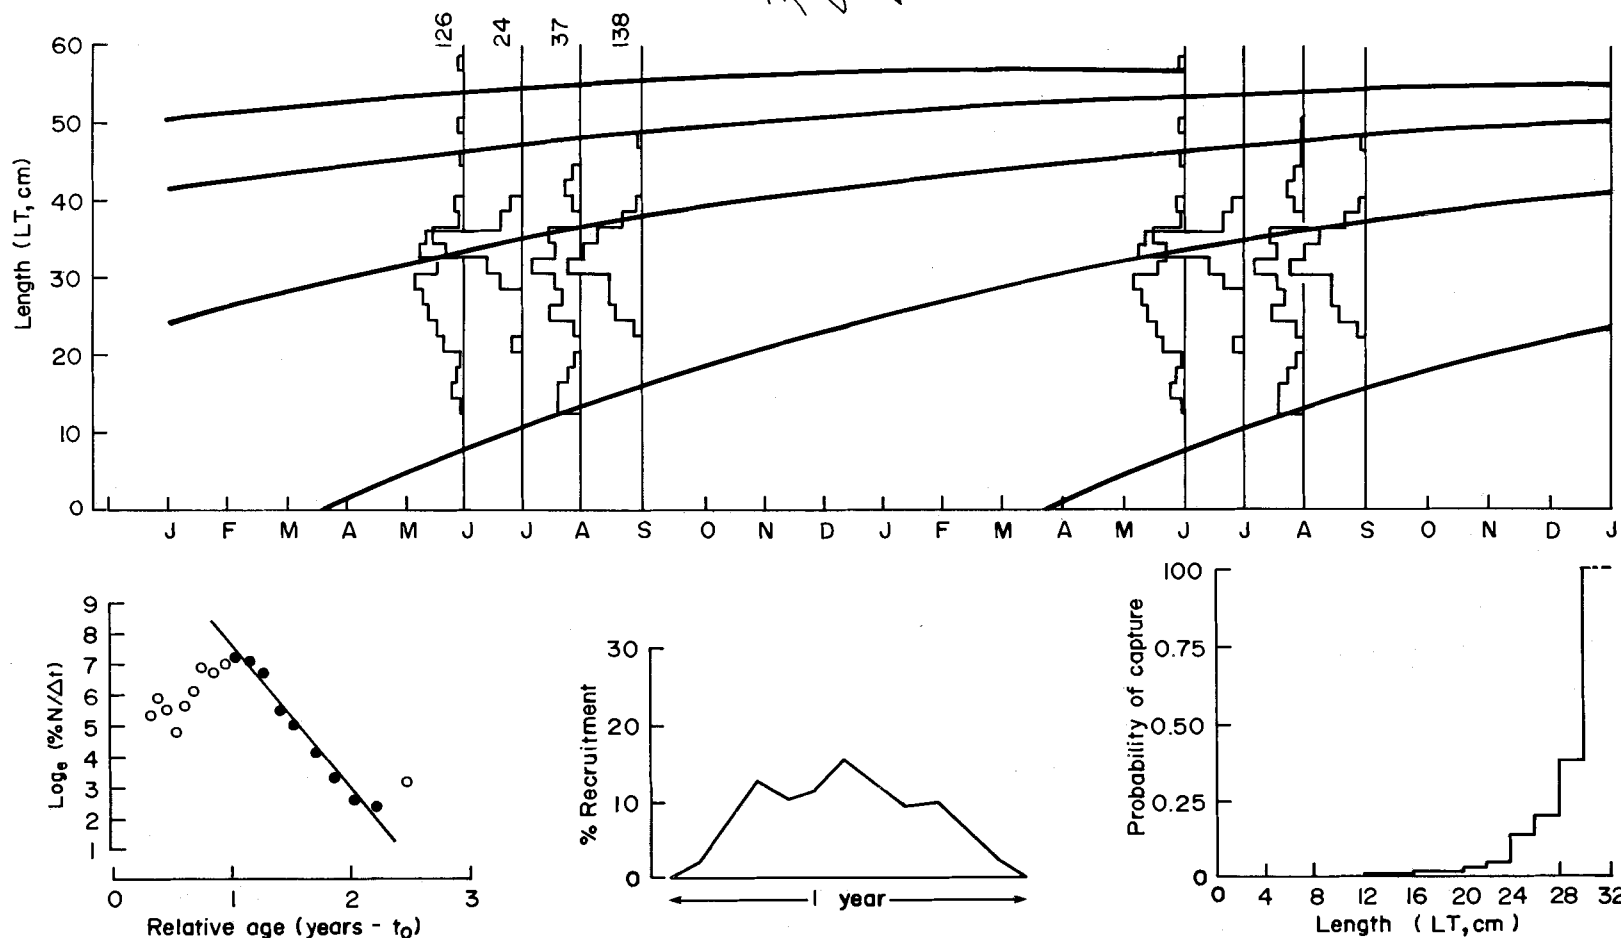 126 24 37 138
60
50
40
30
20
10
0
Length (LT, cm)
J F M A M J J A S O N D J F M A M J J A S O N D J
9
8
7
6
5
4
3
2
1
Logₑ (%N/Δt)
0 1 2 3
Relative age (years - t₀)
30
20
10
0
% Recruitment
1 year
100
0.75
0.50
0.25
0
Probability of capture
0 4 8 12 16 20 24 28 32
Length (LT, cm)